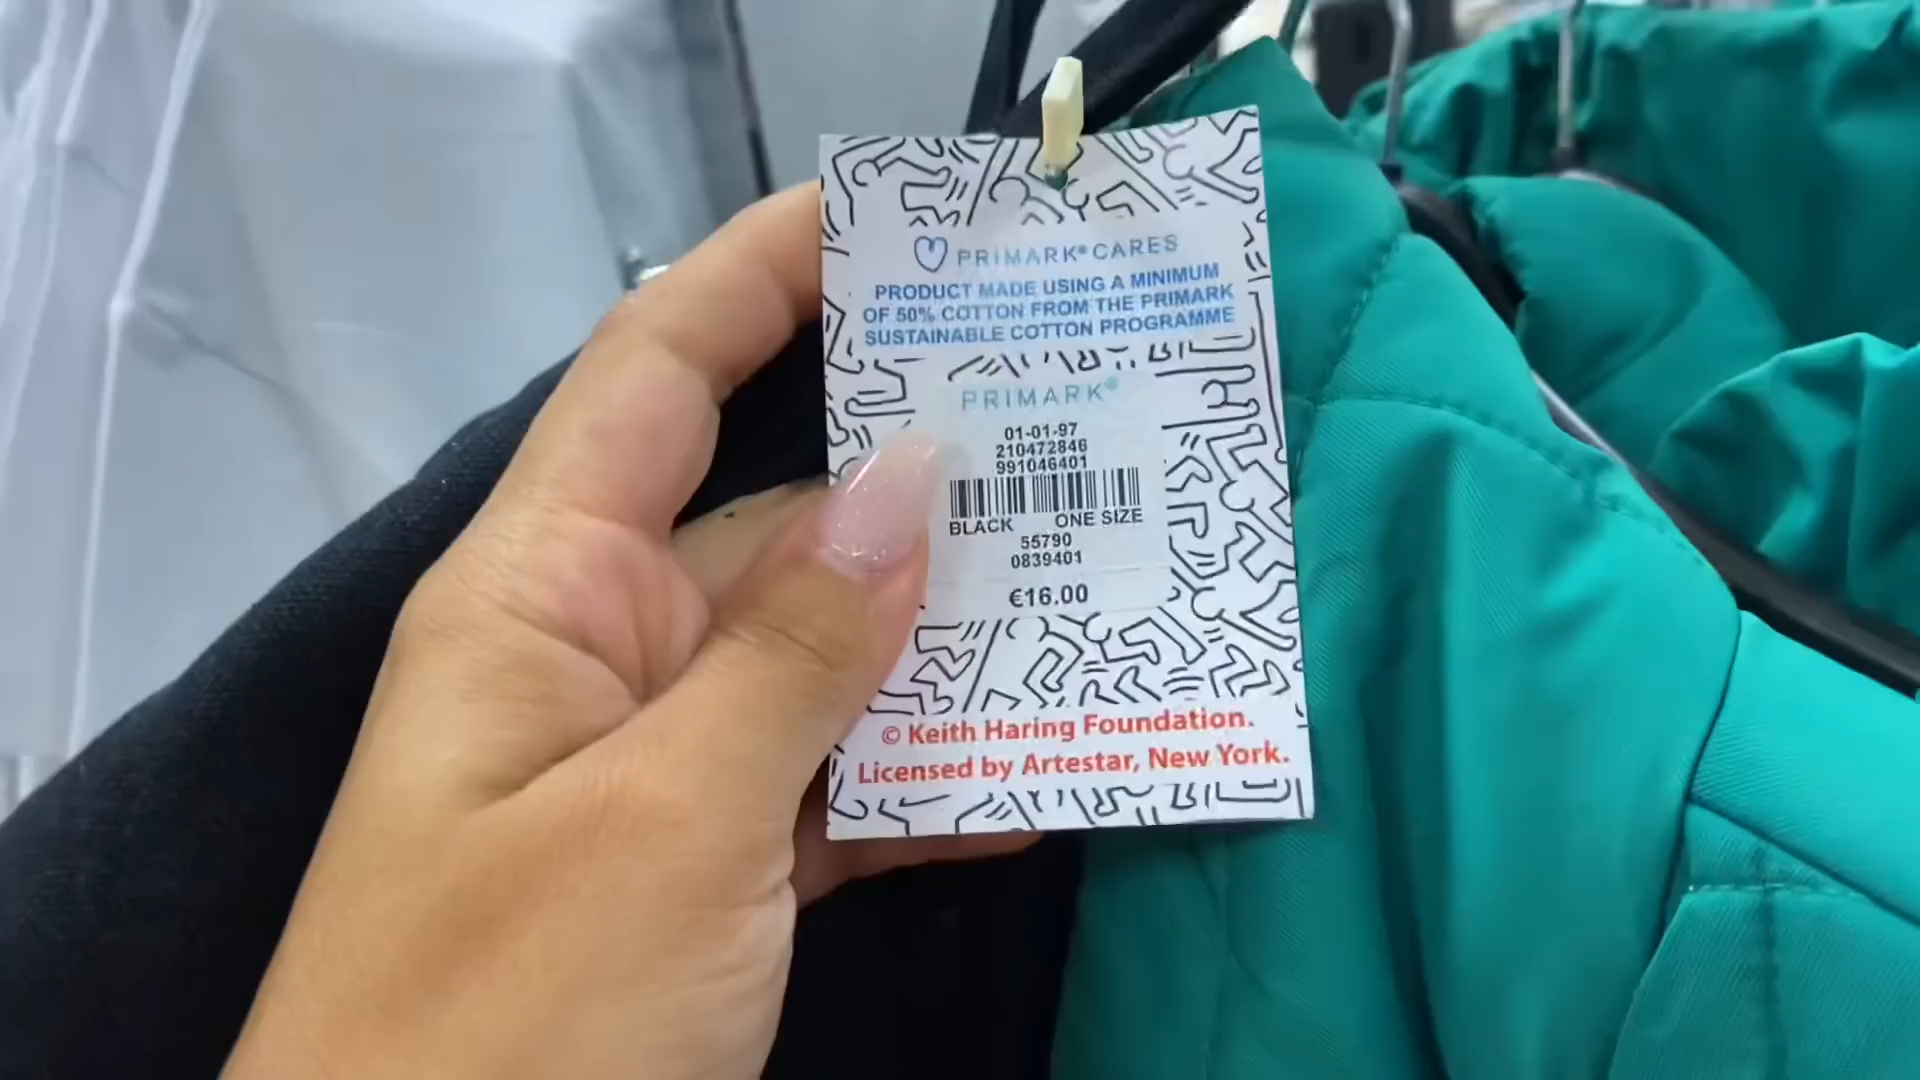 PRIMARK® CARES
PRODUCT MADE USING A MINIMUM
OF 50% COTTON FROM THE PRIMARK
SUSTAINABLE COTTON PROGRAMME
PRIMARK®
01-01-97
210472846
991046401
BLACK ONE SIZE
55790
0839401
€16.00
© Keith Haring Foundation.
Licensed by Artestar, New York.